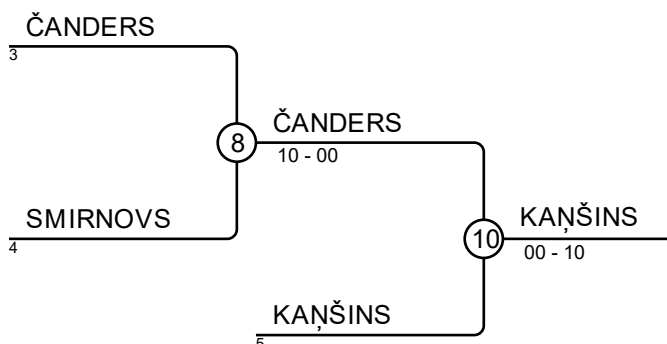 ČANDERS
3
8
ČANDERS
10 - 00
SMIRNOVS
4
10
KAŅŠINS
00 - 10
KAŅŠINS
5